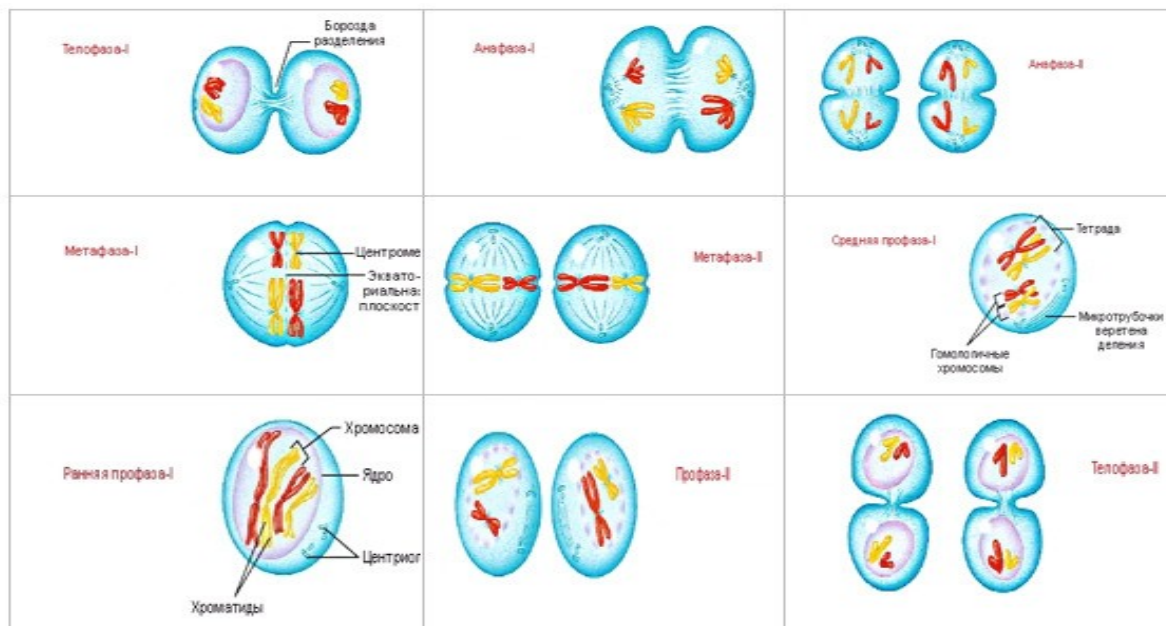 Телофаза-I
Борозда
разделения
Анафаза-I
Анафаза-II
Метафаза-I
Центроме
Эквато-
риальна
плоскост
Метафаза-II
Средняя профаза-I
Тетрада
Микротрубочки
веретена
деления
Гомологичные
хромосомы
Ранняя профаза-I
Хромосома
Ядро
Центриол
Хроматиды
Профаза-II
Телофаза-II